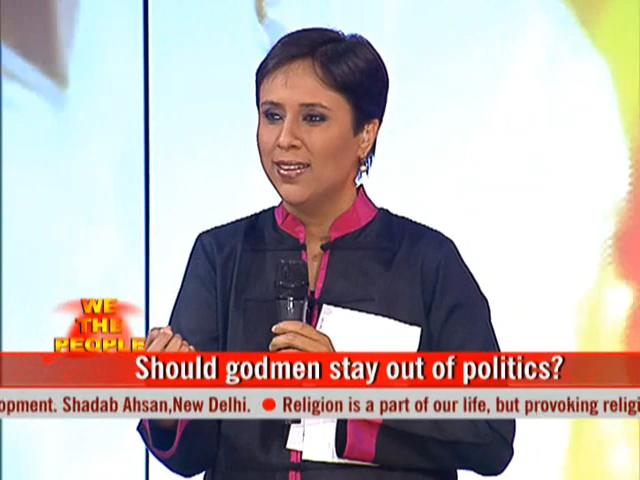 WE
THE
PEOPLE
Should godmen stay out of politics?
opment. Shadab Ahsan,New Delhi. ● Religion is a part of our life, but provoking religi